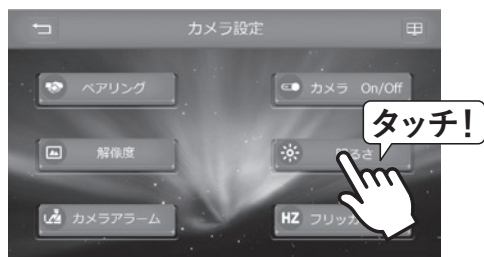 カメラ設定
ペアリング
カメラ On/Off
タッチ!
解像度
るさ
カメラアラーム
HZ フリッカ